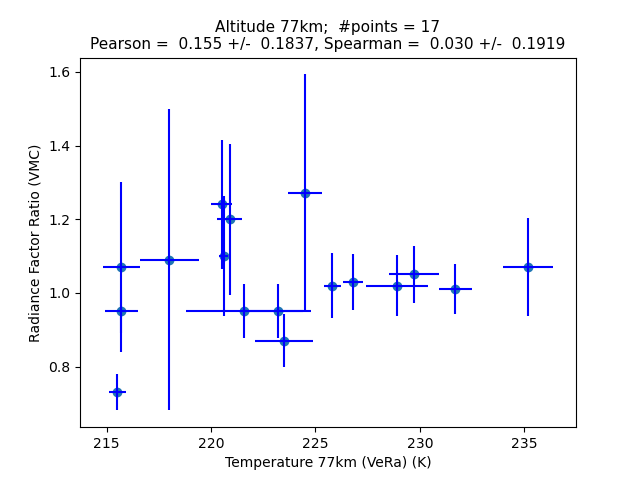 Altitude 77km;  #points = 17
Pearson =  0.155 +/-  0.1837, Spearman =  0.030 +/-  0.1919
1.6
1.4
1.2
1.0
0.8
Radiance Factor Ratio (VMC)
215
220
225
230
235
Temperature 77km (VeRa) (K)